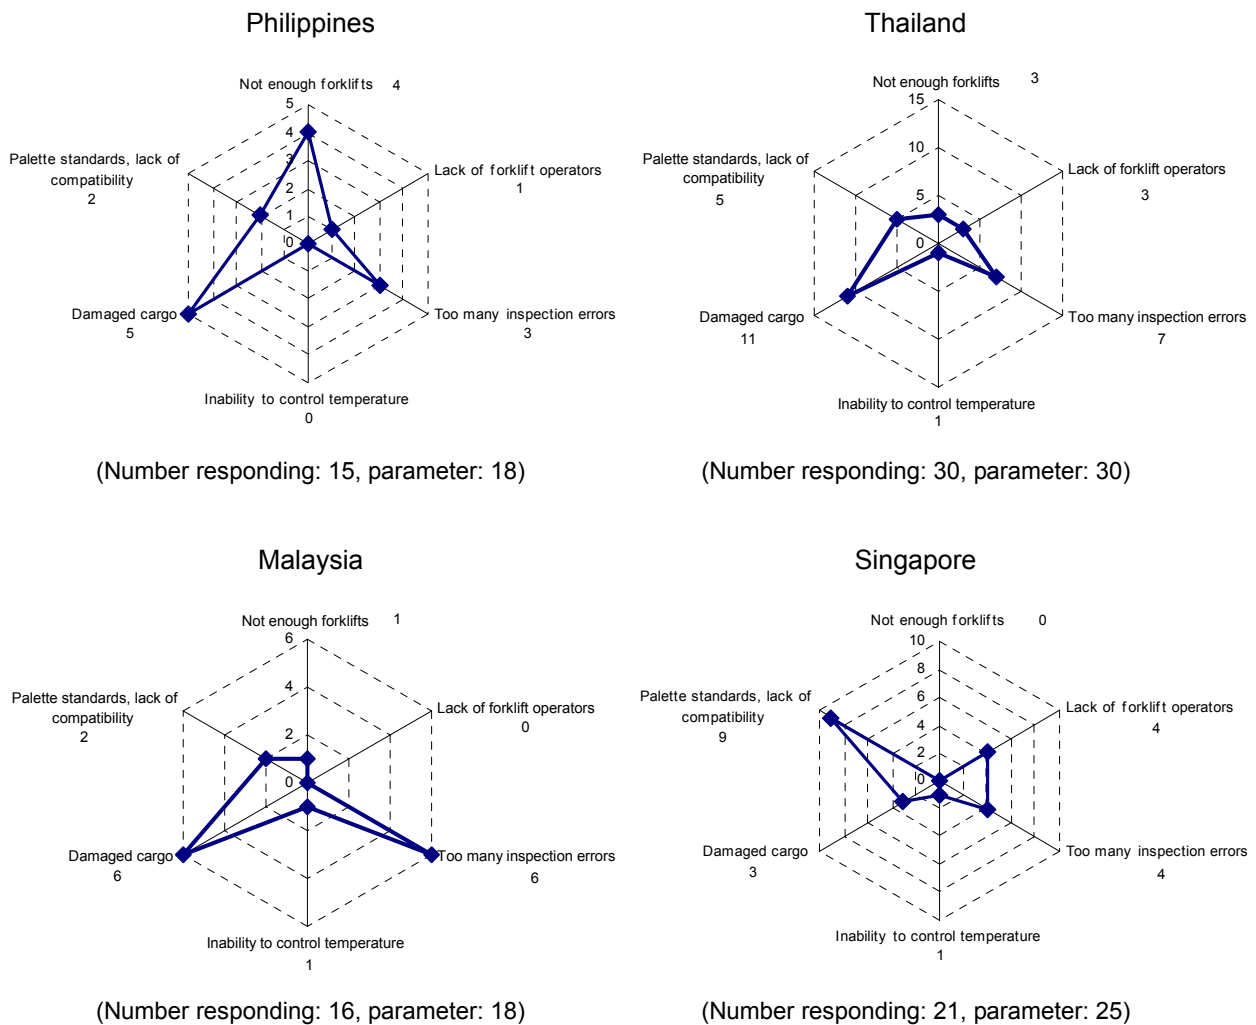 Philippines
Not enough forklifts 4
5
4
3
2
1
0
Palette standards, lack of
compatibility
2
Lack of forklift operators
1
Damaged cargo
5
Too many inspection errors
3
Inability to control temperature
0
(Number responding: 15, parameter: 18)
Thailand
Not enough forklifts 3
15
10
5
0
Palette standards, lack of
compatibility
5
Lack of forklift operators
3
Damaged cargo
11
Too many inspection errors
7
Inability to control temperature
1
(Number responding: 30, parameter: 30)
Malaysia
Not enough forklifts 1
6
4
2
0
Palette standards, lack of
compatibility
2
Lack of forklift operators
0
Damaged cargo
6
Too many inspection errors
6
Inability to control temperature
1
(Number responding: 16, parameter: 18)
Singapore
Not enough forklifts 0
10
8
6
4
2
0
Palette standards, lack of
compatibility
9
Lack of forklift operators
4
Damaged cargo
3
Too many inspection errors
4
Inability to control temperature
1
(Number responding: 21, parameter: 25)